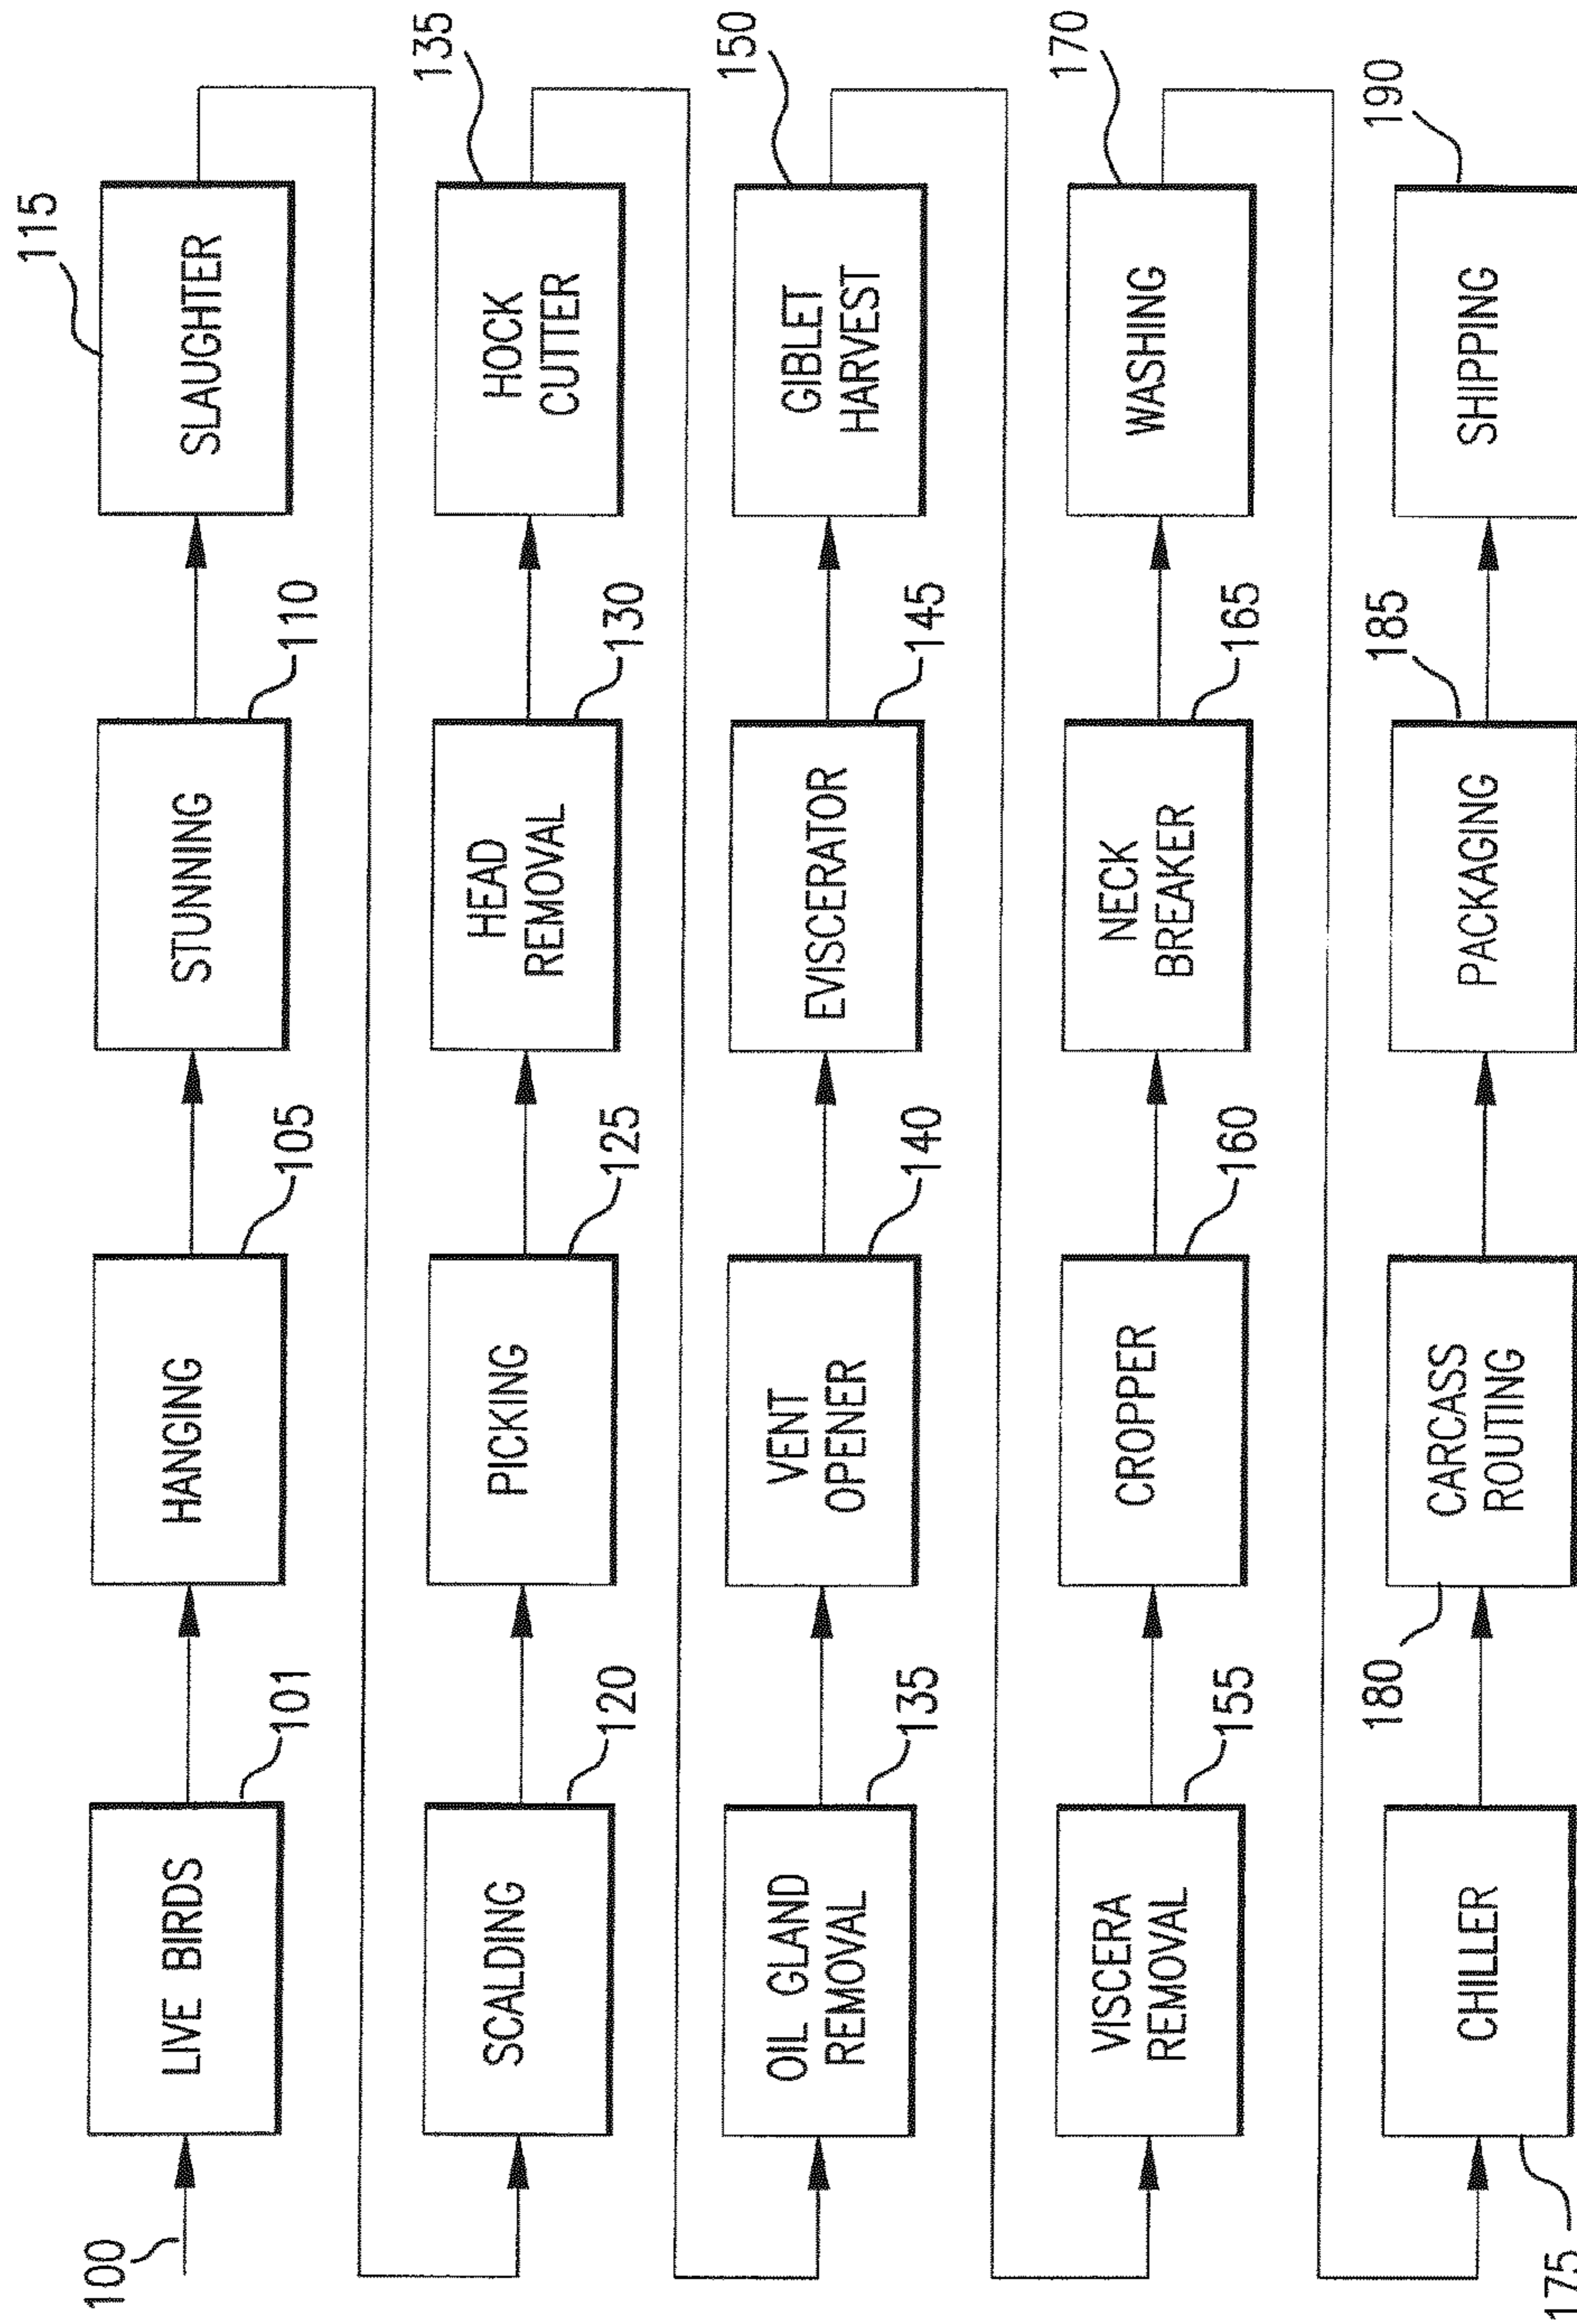 100
LIVE BIRDS
101
HANGING
105
STUNNING
110
SLAUGHTER
115
SCALDING
120
PICKING
125
HEAD
REMOVAL
130
HOCK
CUTTER
135
OIL GLAND
REMOVAL
135
VENT
OPENER
140
EVISCERATOR
145
GIBLET
HARVEST
150
VISCERA
REMOVAL
155
CROPPER
160
NECK
BREAKER
165
WASHING
170
CHILLER
175
CARCASS
ROUTING
180
PACKAGING
185
SHIPPING
190